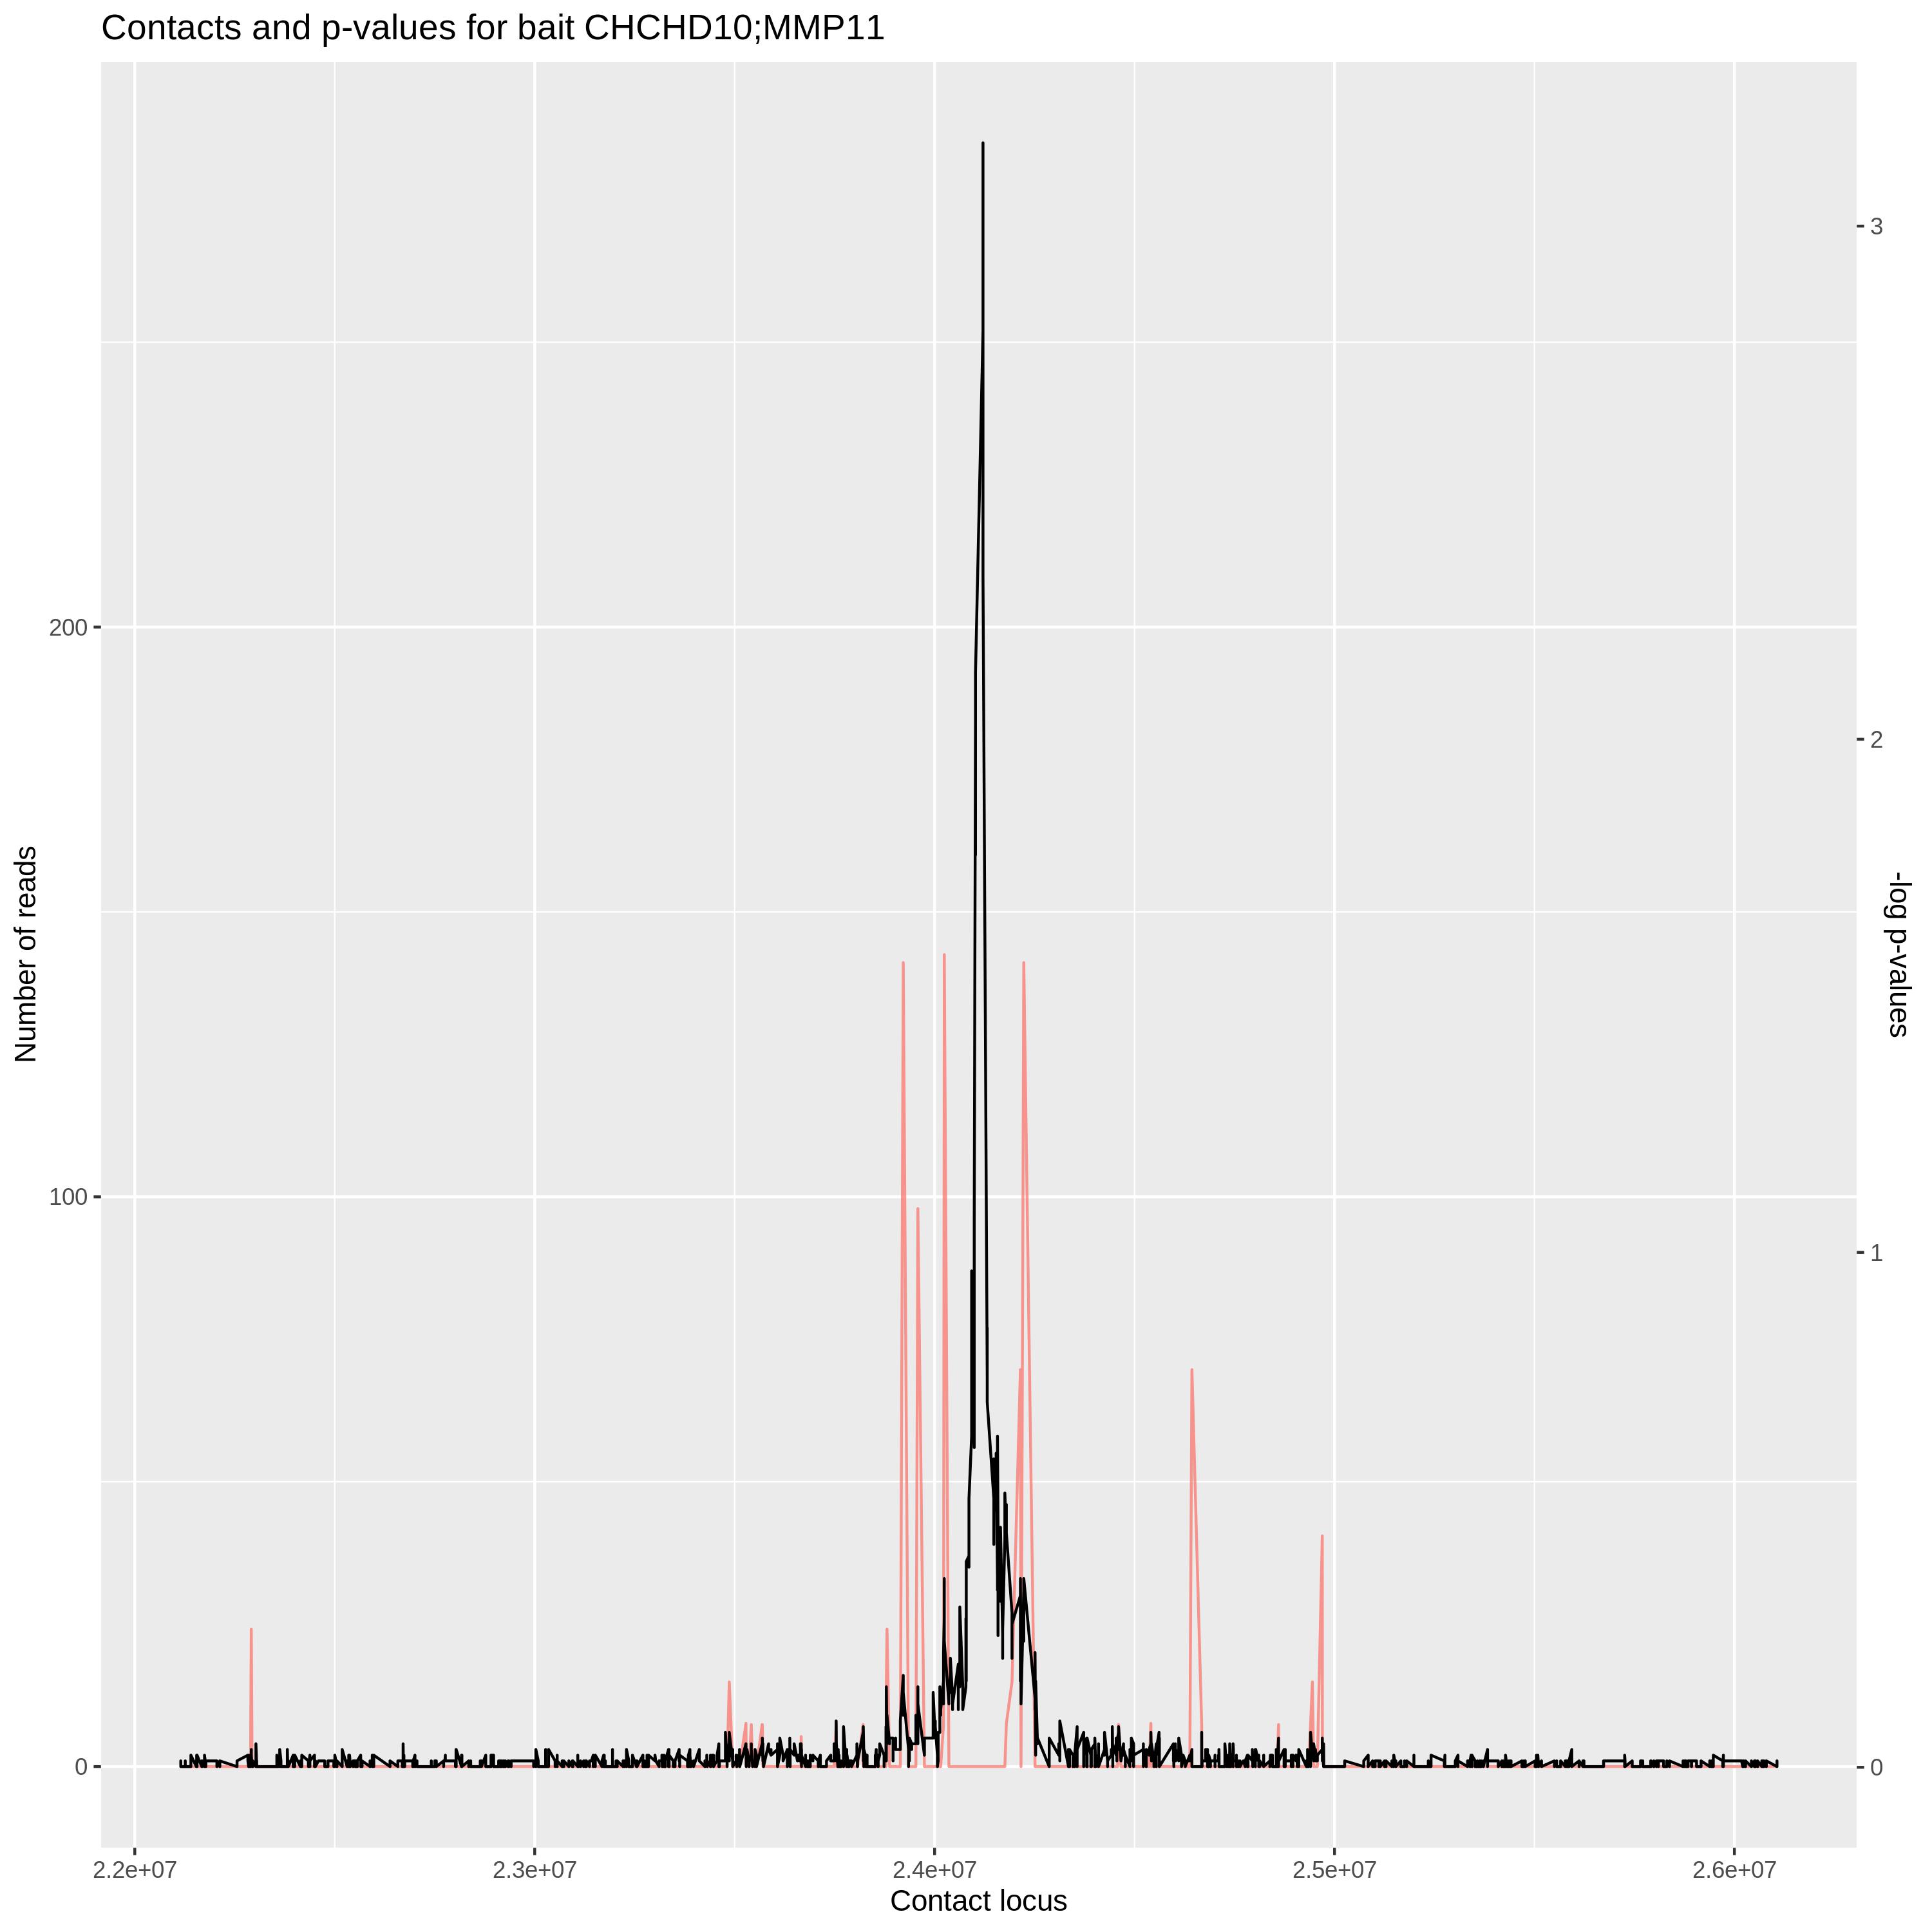 Contacts and p-values for bait CHCHD10;MMP11
Number of reads
200
100
0
3
2
1
0
-log p-values
2.2e+07
2.3e+07
2.4e+07
2.5e+07
2.6e+07
Contact locus